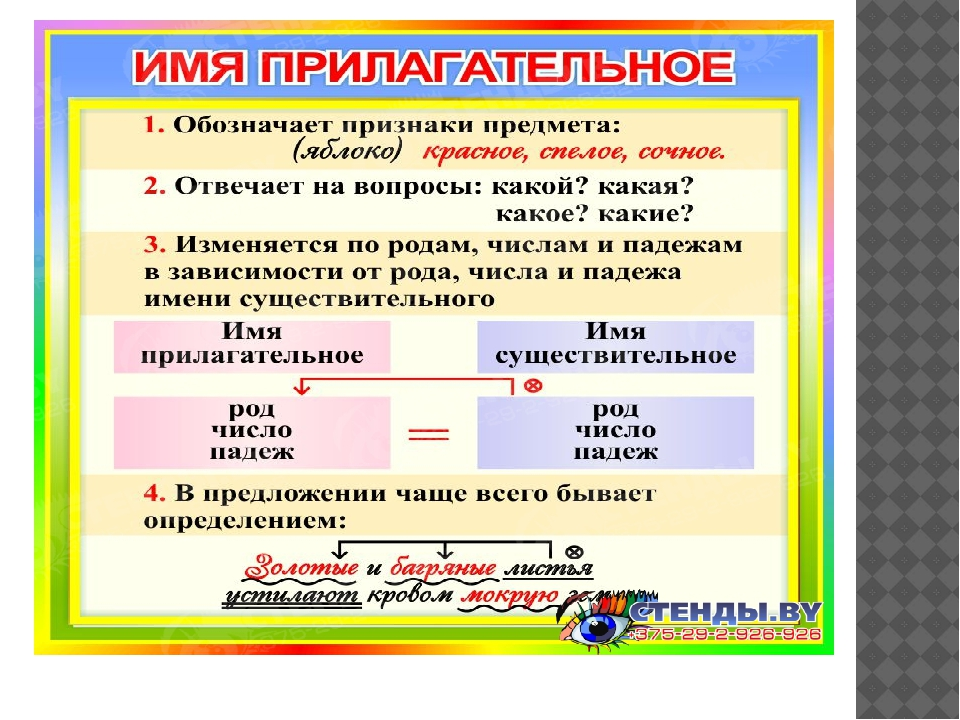 ИМЯ ПРИЛАГАТЕЛЬНОЕ
1. Обозначает признаки предмета:
(яблоко) красное, спелое, сочное.
2. Отвечает на вопросы: какой? какая?
какое? какие?
3. Изменяется по родам, числам и падежам
в зависимости от рода, числа и падежа
имени существительного
Имя
прилагательное
Имя
существительное
род
число
падеж
==
род
число
падеж
4. В предложении чаще всего бывает
определением:
Золотые и багряные листья
устилают кровом мокрую
СТЕНДЫ.BY
+375-29-2-926-926